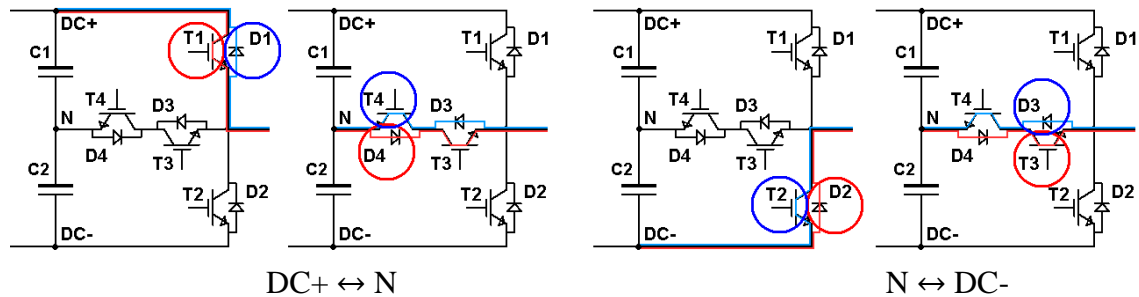 DC+
T1
D1
C1
N
T4
D3
D4
T3
C2
T2
D2
DC-
DC+
T1
D1
C1
T4
N
D3
D4
T3
C2
T2
D2
DC-
DC+ ↔ N
DC+
T1
D1
C1
N
T4
D3
D4
T3
C2
T2
D2
DC-
DC+
T1
D1
C1
N
T4
D3
D4
T3
C2
T2
D2
DC-
N ↔ DC-